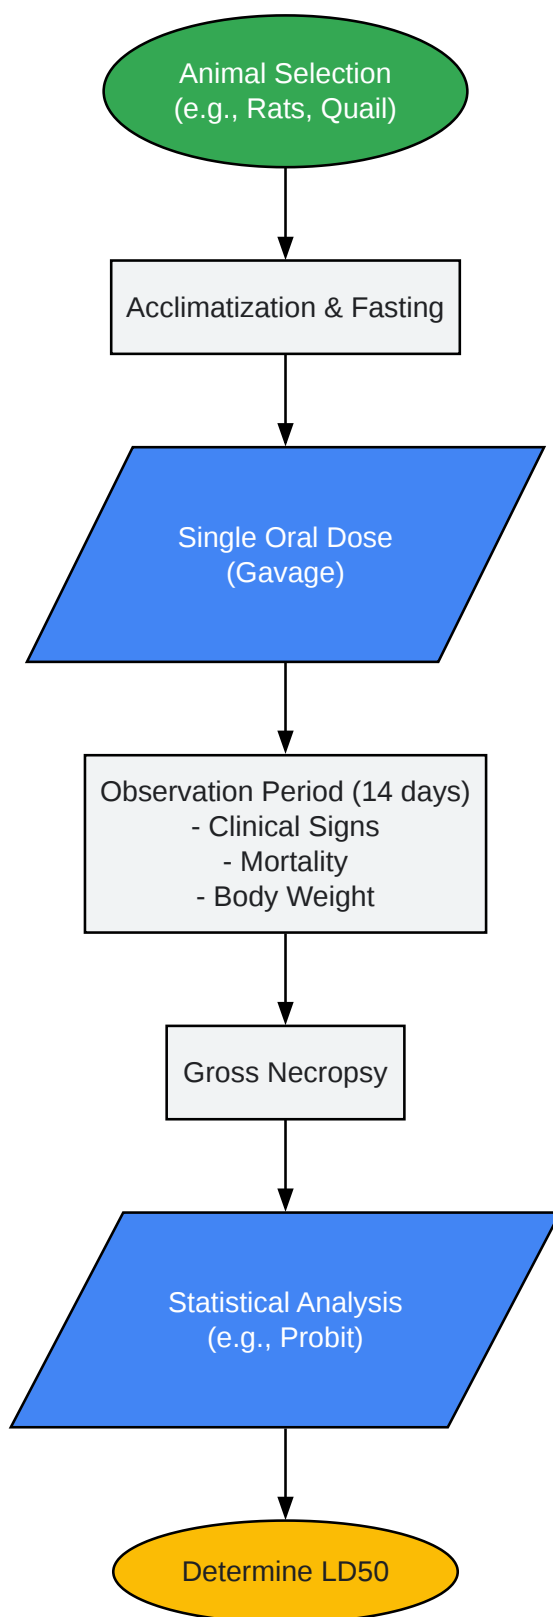 Animal Selection
(e.g., Rats, Quail)
Acclimatization & Fasting
Single Oral Dose
(Gavage)
Observation Period (14 days)
- Clinical Signs
- Mortality
- Body Weight
Gross Necropsy
Statistical Analysis
(e.g., Probit)
Determine LD50